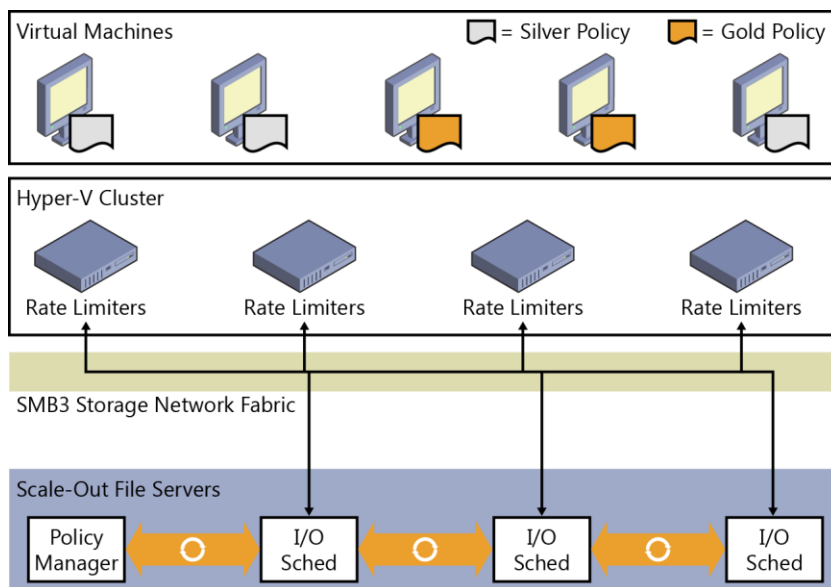 Virtual Machines
= Silver Policy
= Gold Policy
Hyper-V Cluster
Rate Limiters
Rate Limiters
Rate Limiters
Rate Limiters
SMB3 Storage Network Fabric
Scale-Out File Servers
Policy
Manager
I/O
Sched
I/O
Sched
I/O
Sched